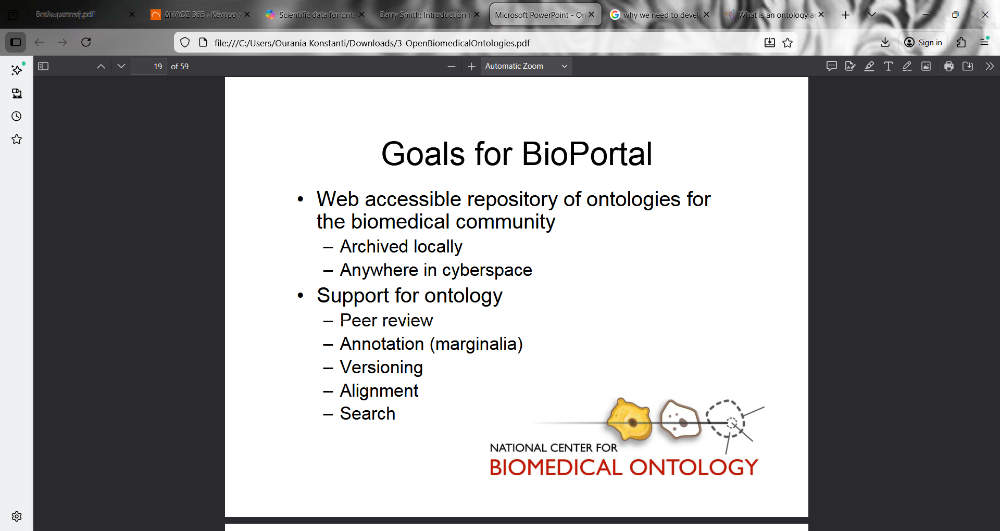 διπλωματική.pdf
ΔΗΛΟΣ 365 › Κέντρο
Scientific data for onto
Barry Smith: Introduction t
Microsoft PowerPoint - On
why we need to develo
What is an ontology an
file:///C:/Users/Ourania Konstanti/Downloads/3-OpenBiomedicalOntologies.pdf
Sign in
19 of 59
Automatic Zoom
Goals for BioPortal
• Web accessible repository of ontologies for
the biomedical community
– Archived locally
– Anywhere in cyberspace
• Support for ontology
– Peer review
– Annotation (marginalia)
– Versioning
– Alignment
– Search
NATIONAL CENTER FOR
BIOMEDICAL ONTOLOGY